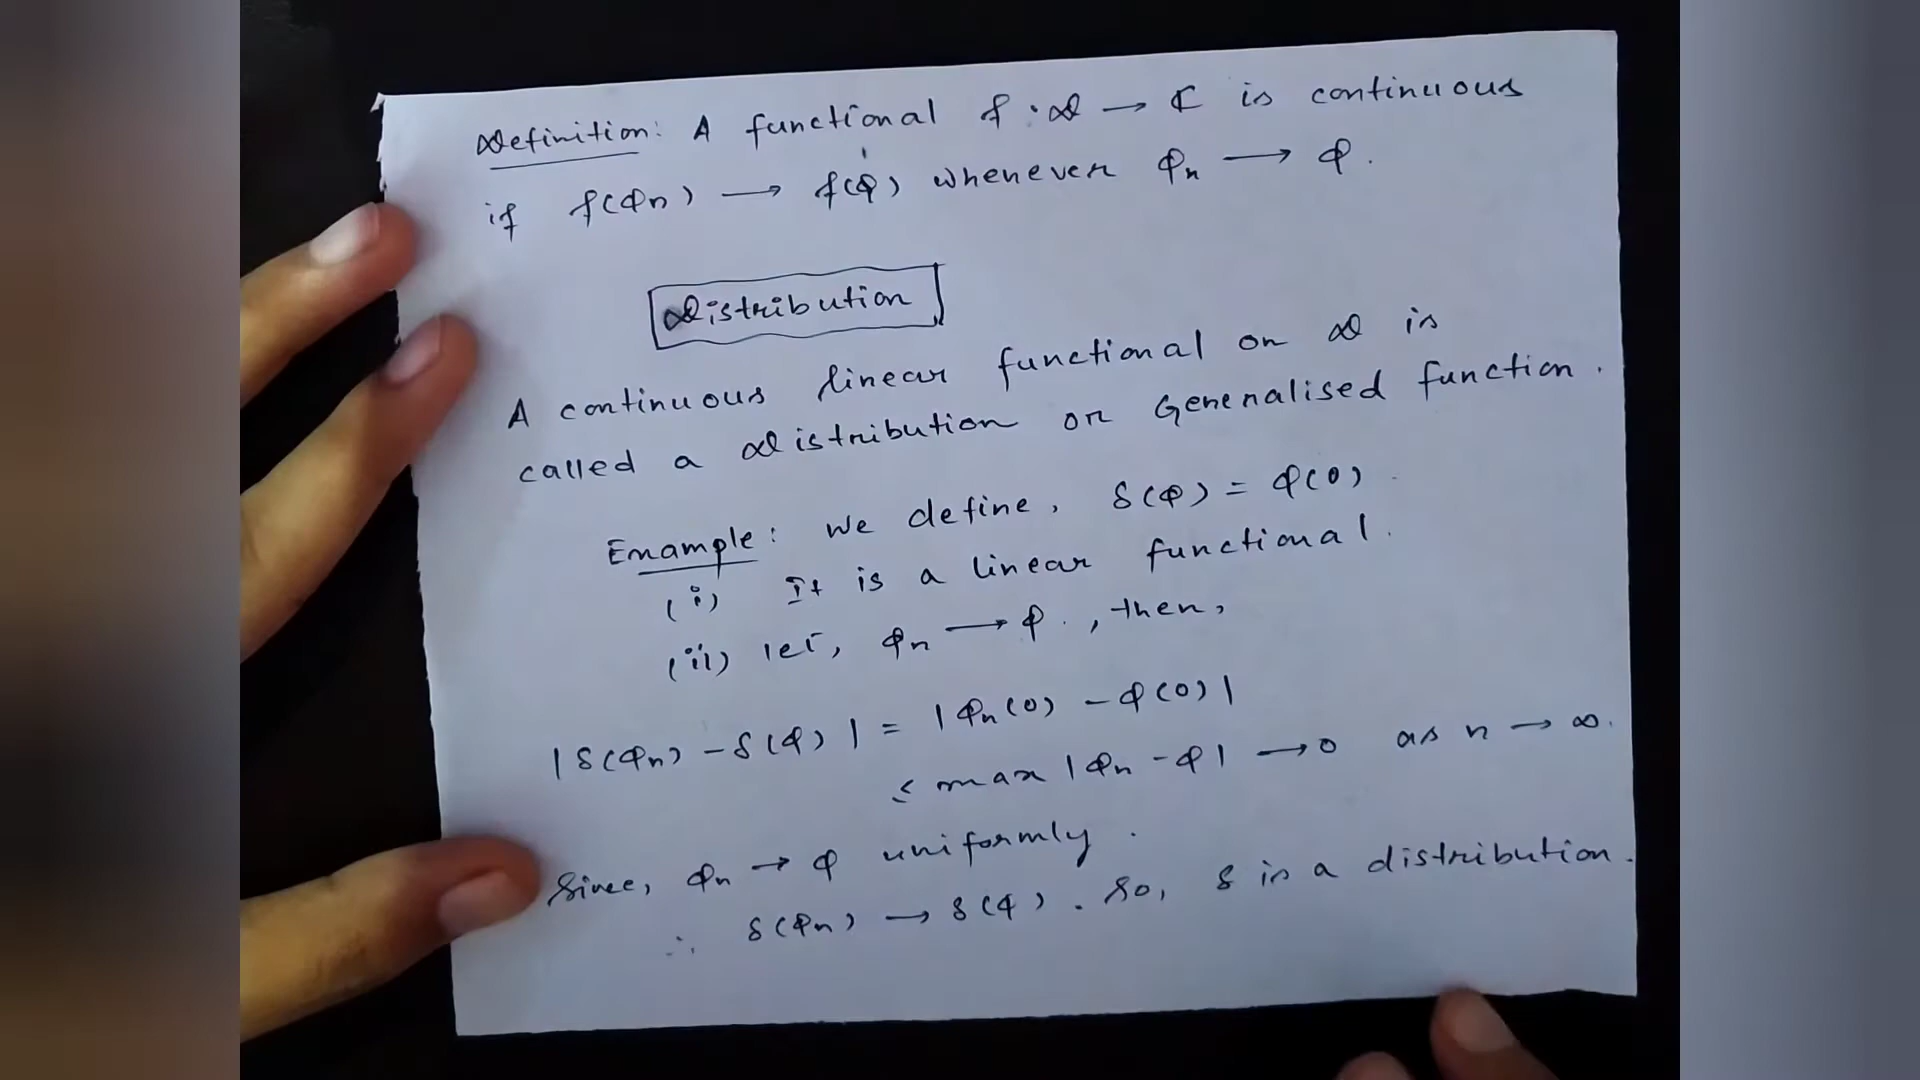 Definition: A functional f : 𝒟 → ℂ is continuous
if f(φn) → f(φ) whenever φn → φ.
Distribution
A continuous linear functional on 𝒟 is
called a Distribution or Generalised function.
Example: We define, δ(φ) = φ(0)
(i) It is a linear functional.
(ii) let, φn → φ, then,
|δ(φn) - δ(φ)| = |φn(0) - φ(0)|
≤ max |φn - φ| → 0 as n → ∞.
Since, φn → φ uniformly.
∴ δ(φn) → δ(φ). So, δ is a distribution.